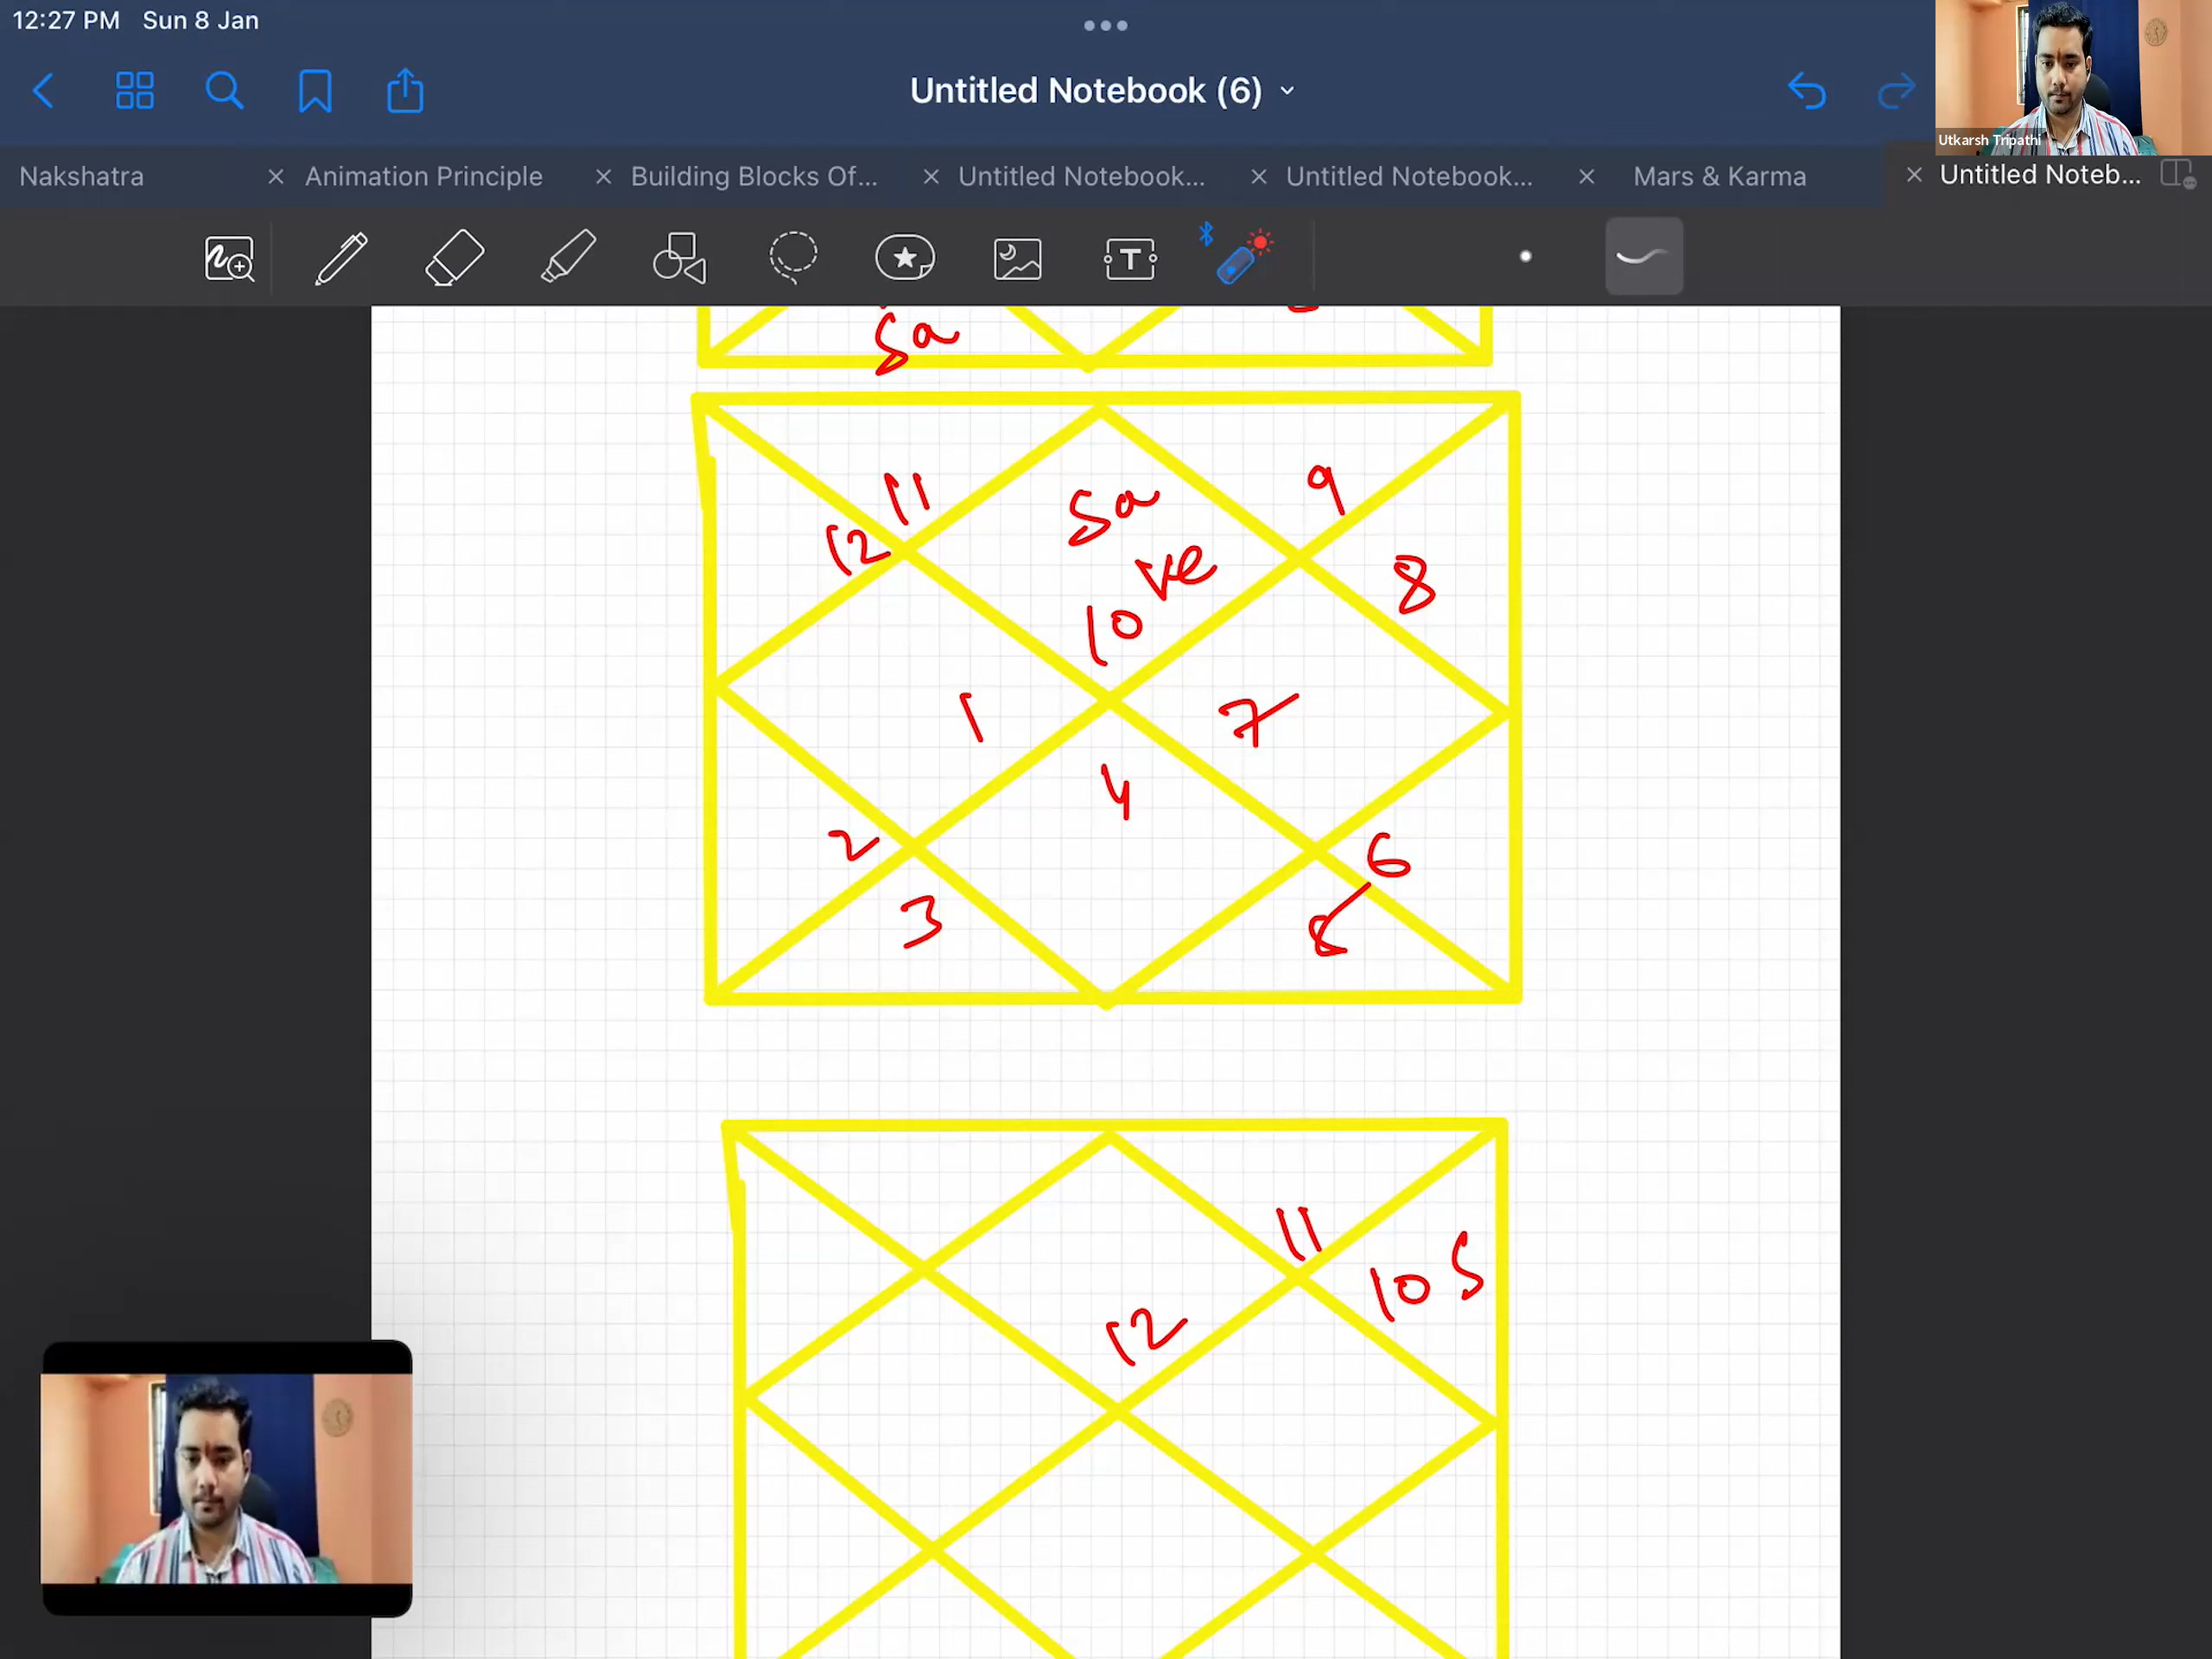 12:27 PM Sun 8 Jan
Untitled Notebook (6)
Utkarsh Tripathi
Nakshatra
Animation Principle
Building Blocks Of...
Untitled Notebook...
Untitled Notebook...
Mars & Karma
Untitled Noteb...
T
Sa
11
Sa
9
12
ve
8
10
1
7
4
2
6
3
5
11
10 S
12